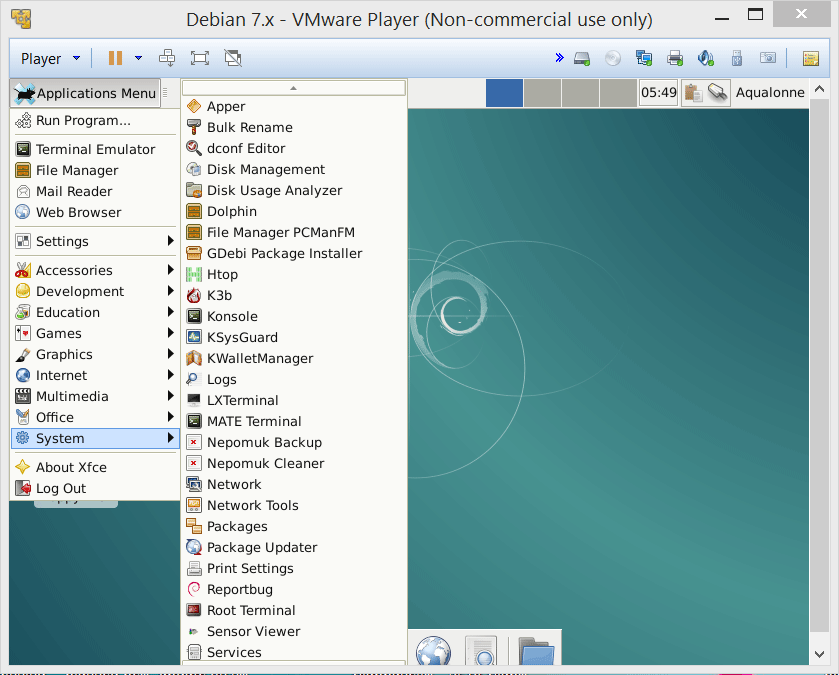 Debian 7.x - VMware Player (Non-commercial use only)
Player
Applications Menu
05:49
Aqualonne
Run Program...
Terminal Emulator
File Manager
Mail Reader
Web Browser
Settings
Accessories
Development
Education
Games
Graphics
Internet
Multimedia
Office
System
About Xfce
Log Out
Apper
Bulk Rename
dconf Editor
Disk Management
Disk Usage Analyzer
Dolphin
File Manager PCManFM
GDebi Package Installer
Htop
K3b
Konsole
KSysGuard
KWalletManager
Logs
LXTerminal
MATE Terminal
Nepomuk Backup
Nepomuk Cleaner
Network
Network Tools
Packages
Package Updater
Print Settings
Reportbug
Root Terminal
Sensor Viewer
Services